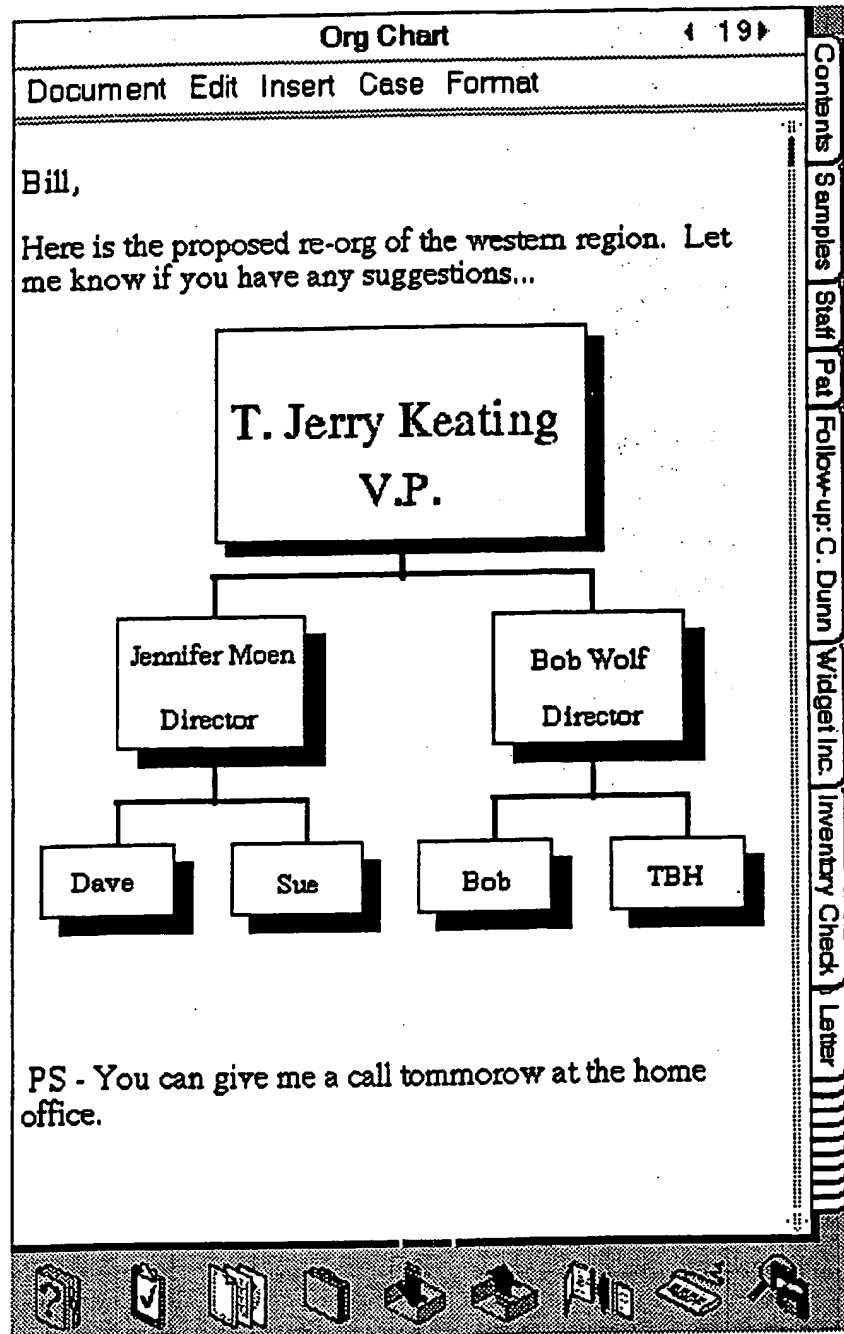 Org Chart 19
Document Edit Insert Case Format
Bill,
Here is the proposed re-org of the western region. Let
me know if you have any suggestions...
T. Jerry Keating
V.P.
Jennifer Moen
Director
Bob Wolf
Director
Dave
Sue
Bob
TBH
PS - You can give me a call tommorow at the home
office.
Contents
Samples
Staff
Pat
Follow-up: C. Dunn
Widget Inc.
Inventory Check
Letter
?